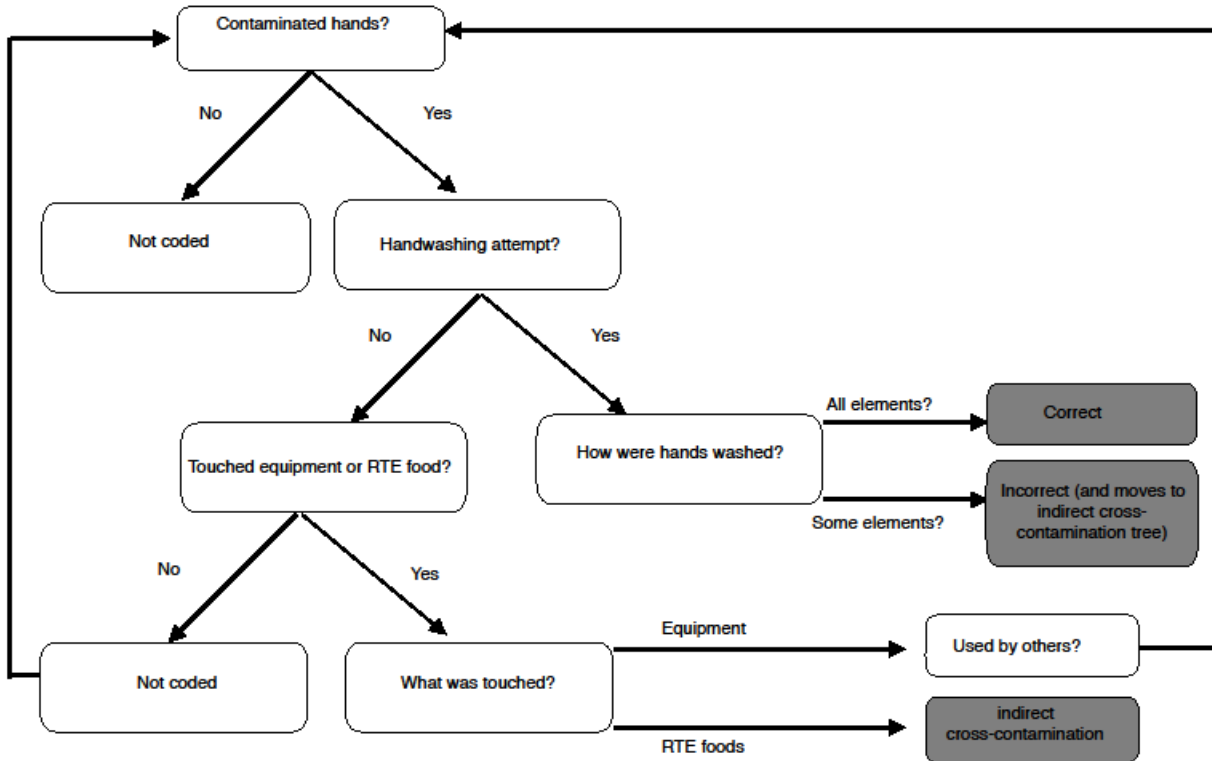 Contaminated hands?
No
Yes
Not coded
Handwashing attempt?
No
Yes
All elements?
Correct
Touched equipment or RTE food?
How were hands washed?
Incorrect (and moves to
indirect cross-
contamination tree)
Some elements?
No
Yes
Equipment
Not coded
What was touched?
Used by others?
RTE foods
indirect
cross-contamination